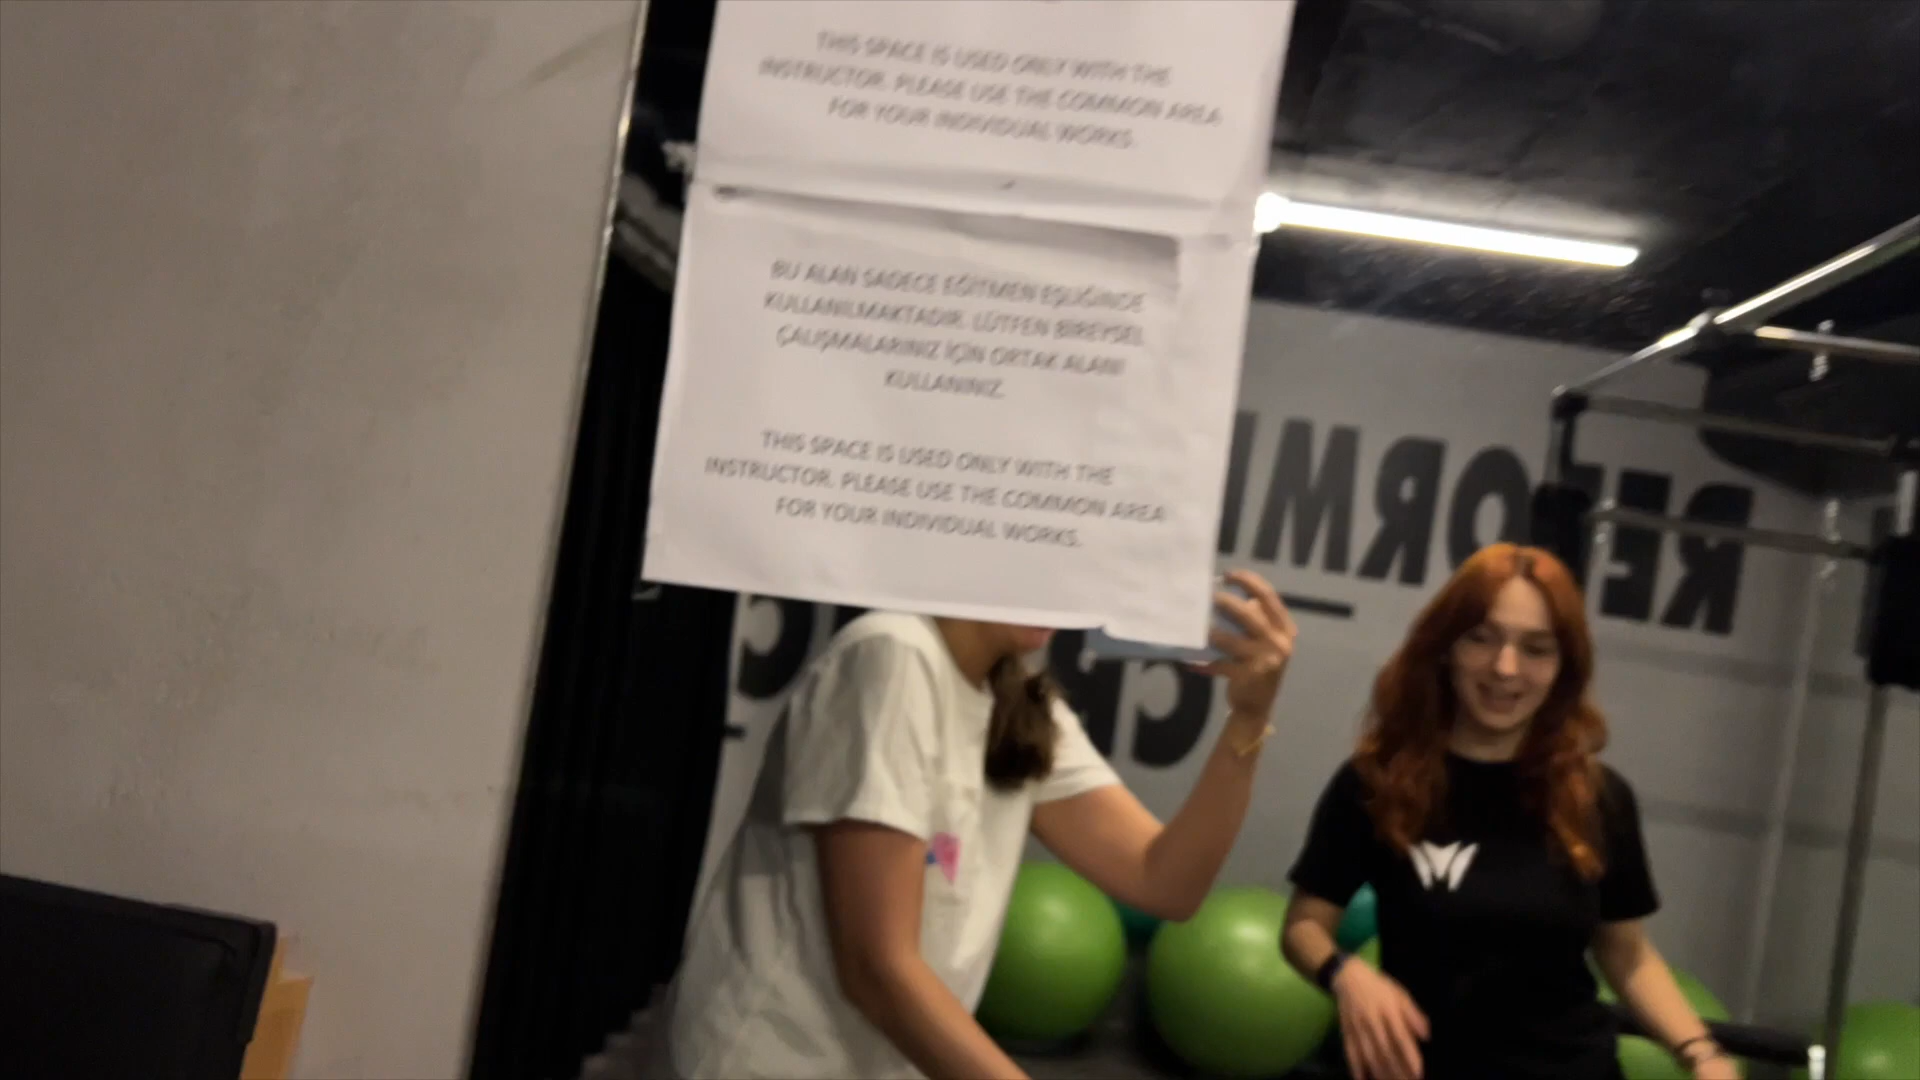 THIS SPACE IS USED ONLY WITH THE
INSTRUCTOR. PLEASE USE THE COMMON AREA
FOR YOUR INDIVIDUAL WORKS.
BU ALAN SADECE EĞİTMEN EŞLİĞİNDE
KULLANILMAKTADIR. LÜTFEN BİREYSEL
ÇALIŞMALARINIZ İÇİN ORTAK ALANI
KULLANINIZ.
THIS SPACE IS USED ONLY WITH THE
INSTRUCTOR. PLEASE USE THE COMMON AREA
FOR YOUR INDIVIDUAL WORKS.